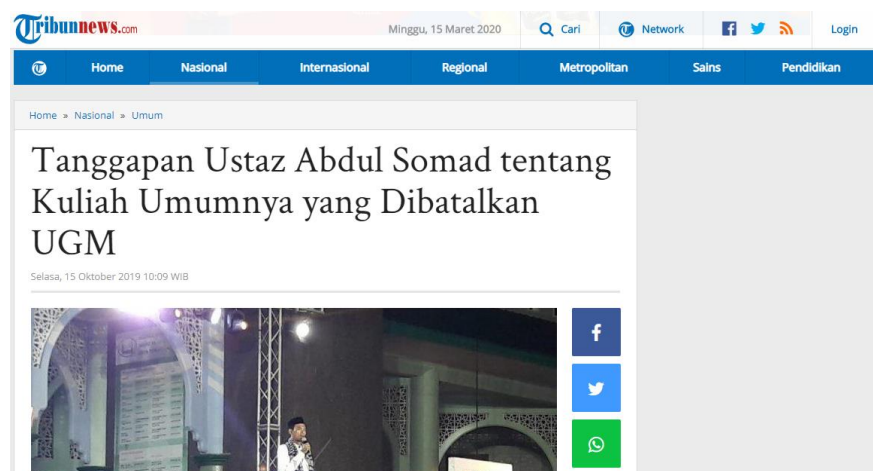 Tribunnews.com
Minggu, 15 Maret 2020
Cari
Network
Login
Home
Nasional
Internasional
Regional
Metropolitan
Sains
Pendidikan
Home » Nasional » Umum
Tanggapan Ustaz Abdul Somad tentang
Kuliah Umumnya yang Dibatalkan
UGM
Selasa, 15 Oktober 2019 10:09 WIB